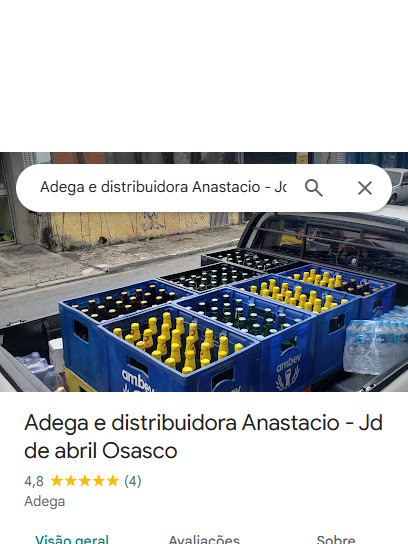 Adega e distribuidora Anastacio - Jd
ambev
ambev
Adega e distribuidora Anastacio - Jd
de abril Osasco
4,8 (4)
Adega
Visão geral Avaliações Sobre